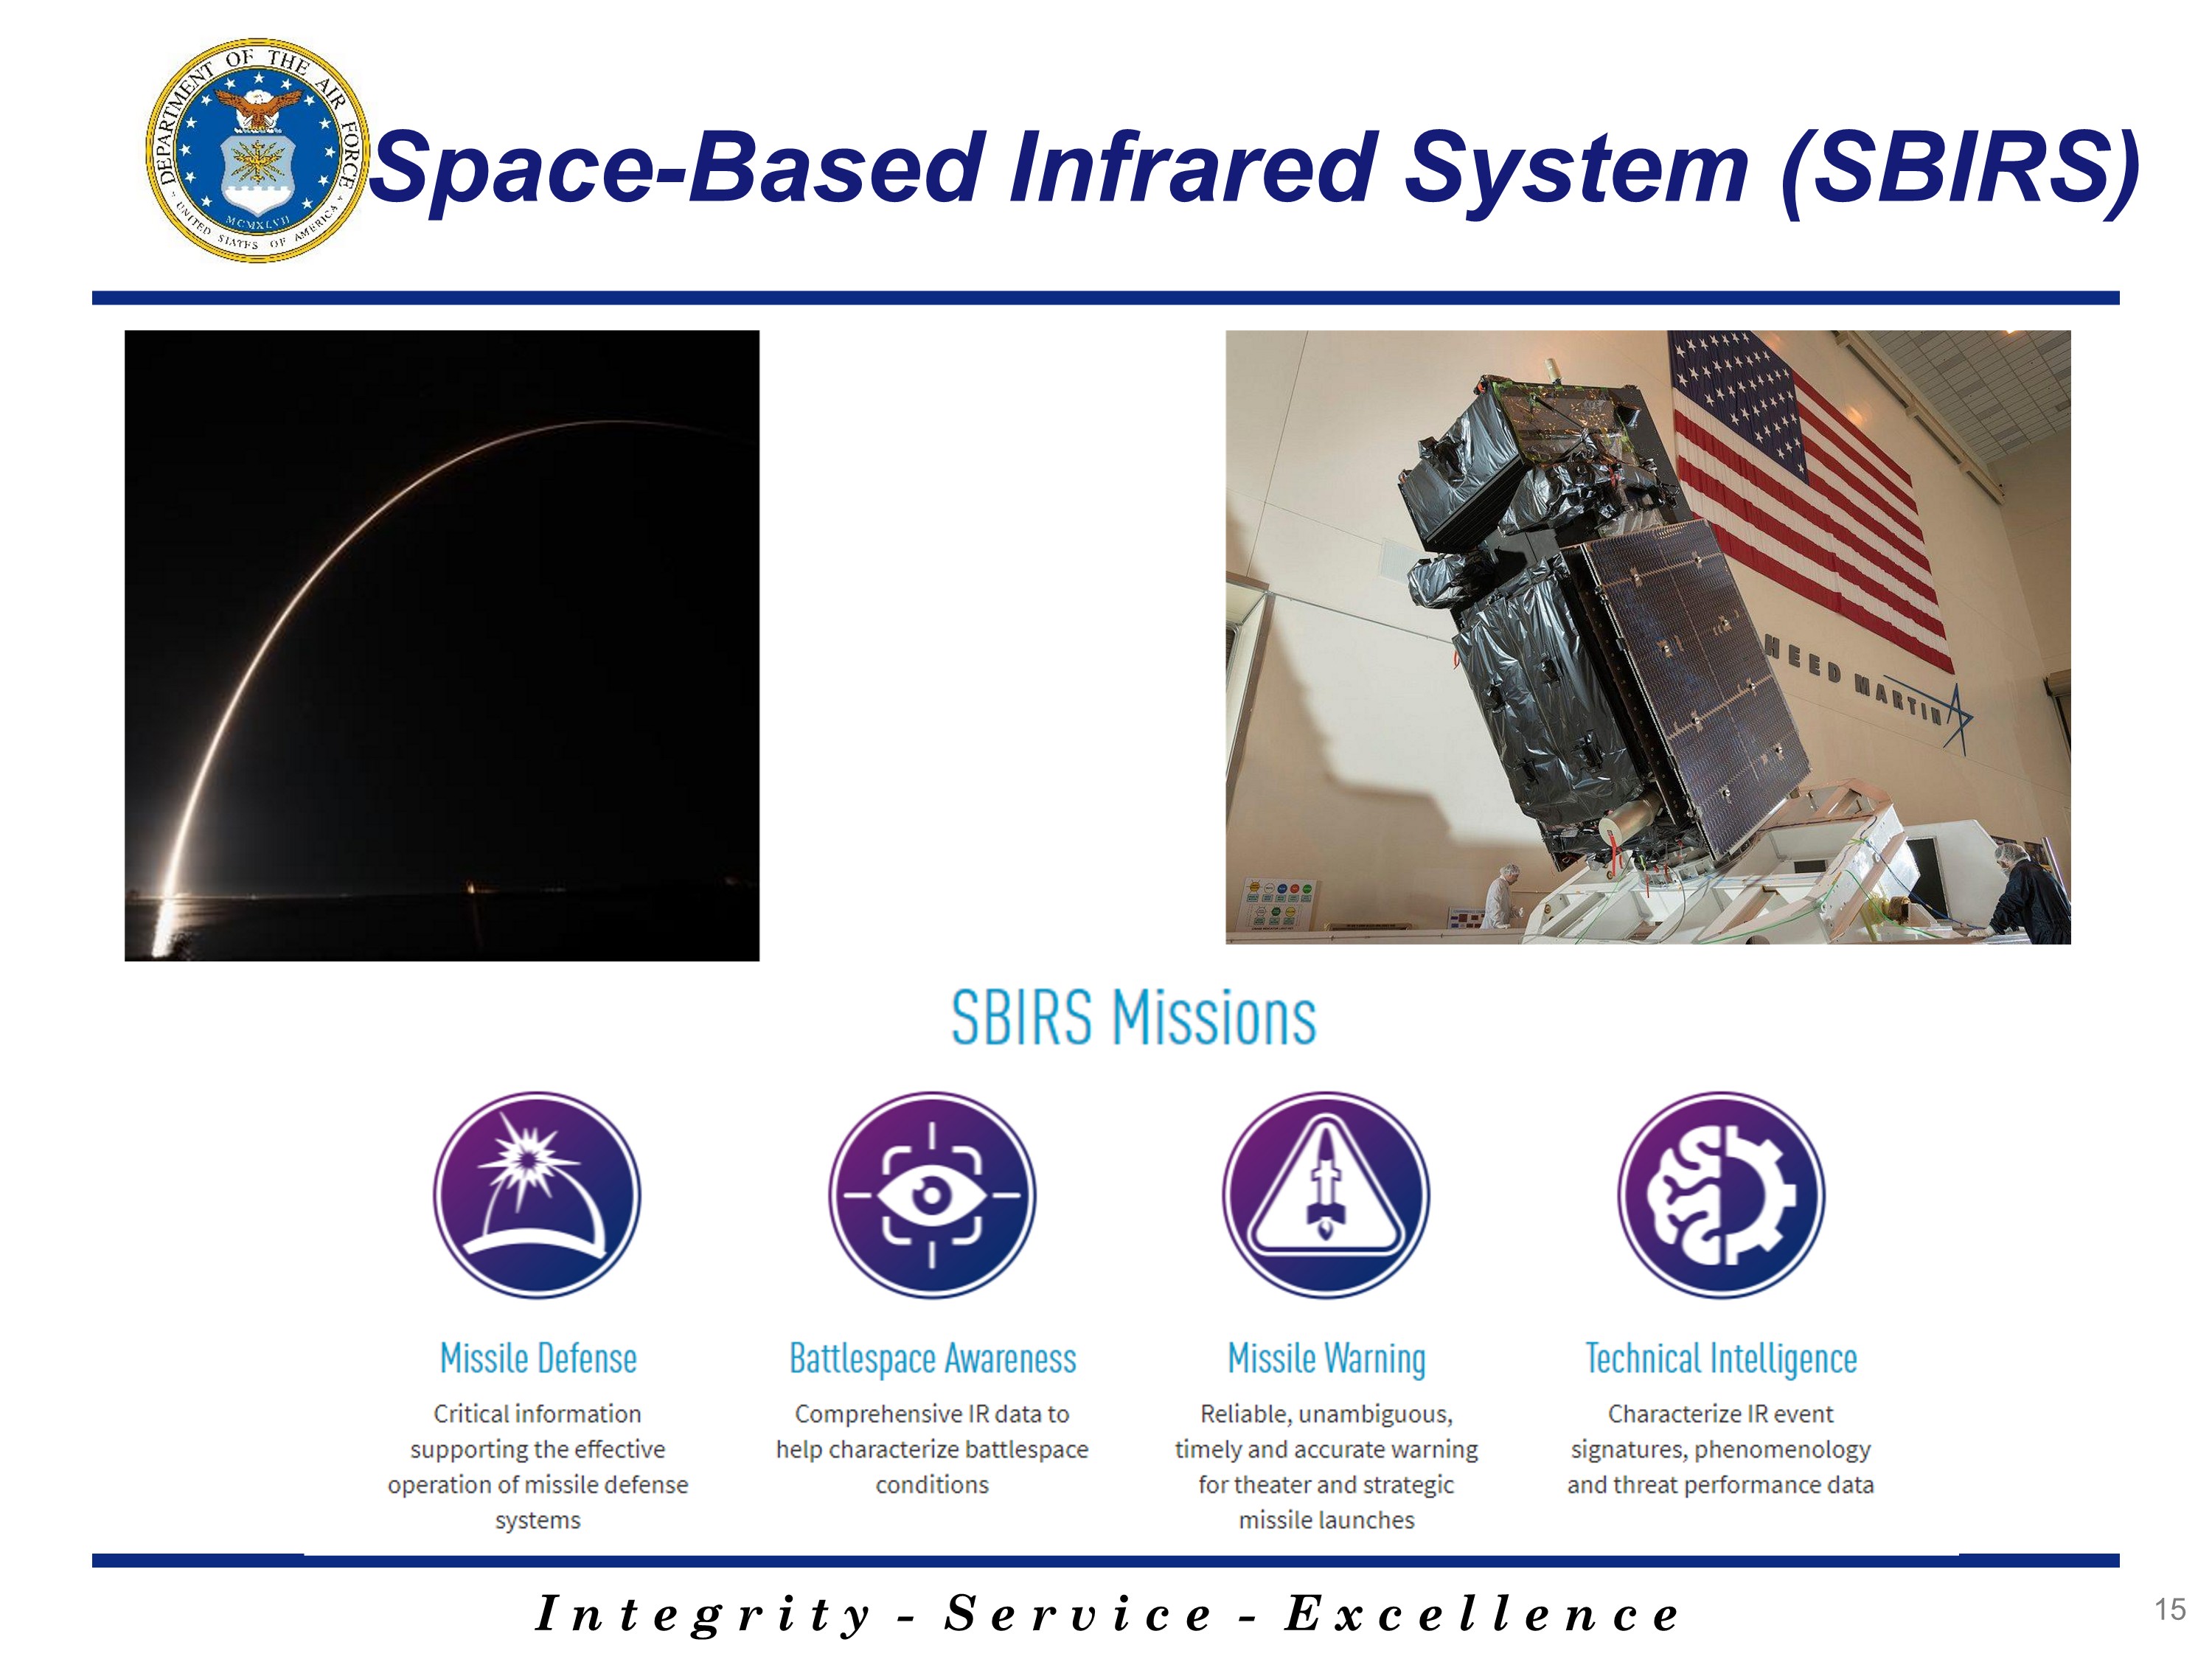 DEPARTMENT OF THE AIR FORCE
UNITED STATES OF AMERICA
MCMXLVII
Space-Based Infrared System (SBIRS)
HEED MARTIN
SBIRS Missions
Missile Defense
Critical information
supporting the effective
operation of missile defense
systems
Battlespace Awareness
Comprehensive IR data to
help characterize battlespace
conditions
Missile Warning
Reliable, unambiguous,
timely and accurate warning
for theater and strategic
missile launches
Technical Intelligence
Characterize IR event
signatures, phenomenology
and threat performance data
Integrity - Service - Excellence
15